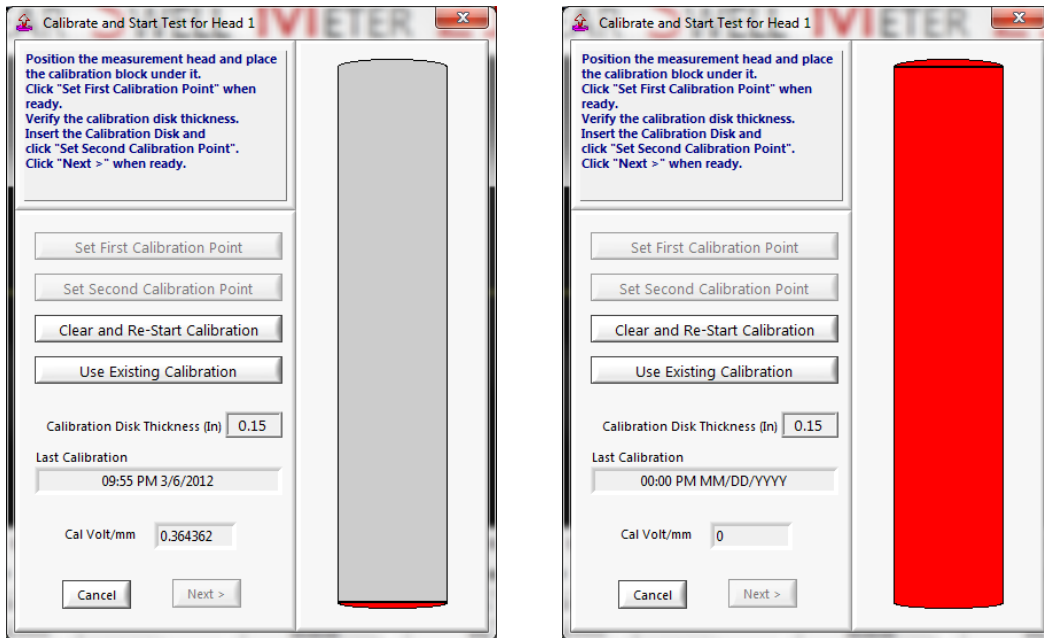 Calibrate and Start Test for Head 1
Position the measurement head and place
the calibration block under it.
Click "Set First Calibration Point" when
ready.
Verify the calibration disk thickness.
Insert the Calibration Disk and
click "Set Second Calibration Point".
Click "Next >" when ready.
Set First Calibration Point
Set Second Calibration Point
Clear and Re-Start Calibration
Use Existing Calibration
Calibration Disk Thickness (In) 0.15
Last Calibration
09:55 PM 3/6/2012
Cal Volt/mm 0.364362
Cancel Next >
Calibrate and Start Test for Head 1
Position the measurement head and place
the calibration block under it.
Click "Set First Calibration Point" when
ready.
Verify the calibration disk thickness.
Insert the Calibration Disk and
click "Set Second Calibration Point".
Click "Next >" when ready.
Set First Calibration Point
Set Second Calibration Point
Clear and Re-Start Calibration
Use Existing Calibration
Calibration Disk Thickness (In) 0.15
Last Calibration
00:00 PM MM/DD/YYYY
Cal Volt/mm 0
Cancel Next >